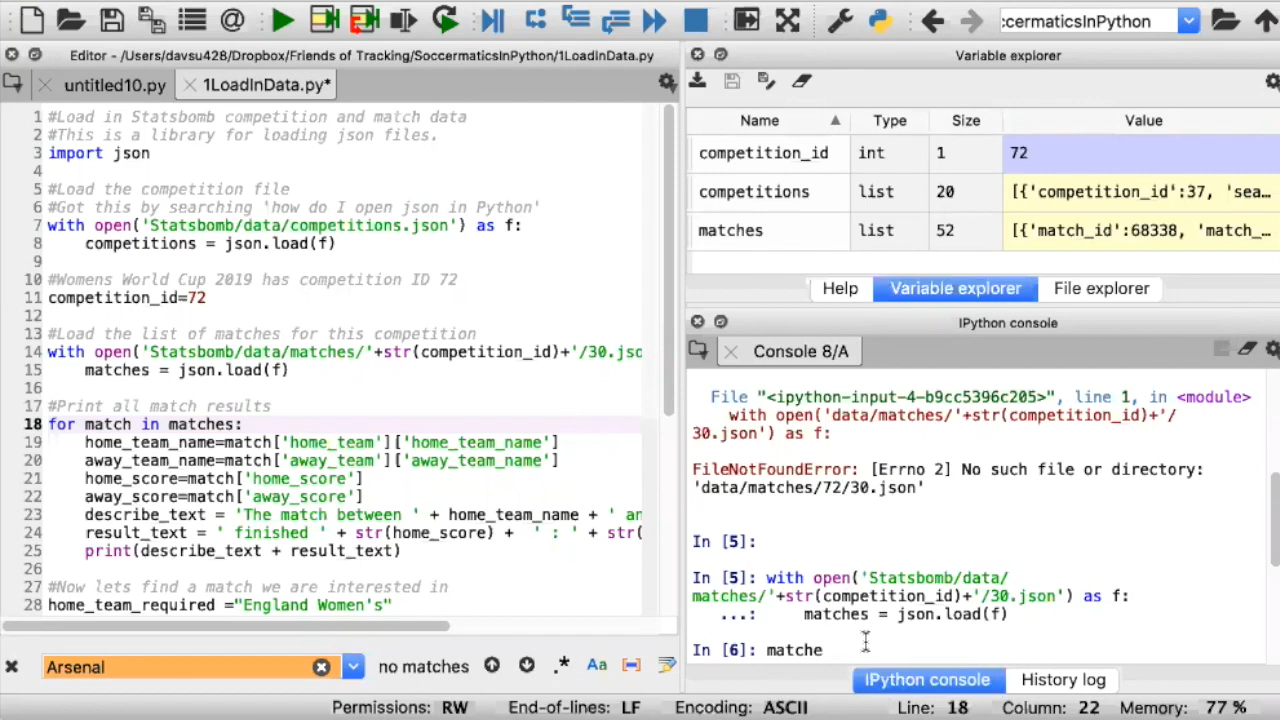 :cermaticsInPython
Editor - /Users/davsu428/Dropbox/Friends of Tracking/SoccermaticsInPython/1LoadInData.py
untitled10.py
1LoadInData.py*
1 #Load in Statsbomb competition and match data
2 #This is a library for loading json files.
3 import json
4
5 #Load the competition file
6 #Got this by searching 'how do I open json in Python'
7 with open('Statsbomb/data/competitions.json') as f:
8 competitions = json.load(f)
9
10 #Womens World Cup 2019 has competition ID 72
11 competition_id=72
12
13 #Load the list of matches for this competition
14 with open('Statsbomb/data/matches/'+str(competition_id)+'/30.jso
15 matches = json.load(f)
16
17 #Print all match results
18 for match in matches:
19 home_team_name=match['home_team']['home_team_name']
20 away_team_name=match['away_team']['away_team_name']
21 home_score=match['home_score']
22 away_score=match['away_score']
23 describe_text = 'The match between ' + home_team_name + ' an
24 result_text = ' finished ' + str(home_score) + ' : ' + str(
25 print(describe_text + result_text)
26
27 #Now lets find a match we are interested in
28 home_team_required ="England Women's"
Arsenal
no matches
.*
Aa
Variable explorer
Name Type Size Value
competition_id int 1 72
competitions list 20 [{'competition_id':37, 'sea…
matches list 52 [{'match_id':68338, 'match_…
Help Variable explorer File explorer
IPython console
Console 8/A
File "<ipython-input-4-b9cc5396c205>", line 1, in <module>
with open('data/matches/'+str(competition_id)+'/
30.json') as f:
FileNotFoundError: [Errno 2] No such file or directory:
'data/matches/72/30.json'
In [5]:
In [5]: with open('Statsbomb/data/
matches/'+str(competition_id)+'/30.json') as f:
...: matches = json.load(f)
In [6]: matche
IPython console History log
Permissions: RW End-of-lines: LF Encoding: ASCII Line: 18 Column: 22 Memory: 77 %